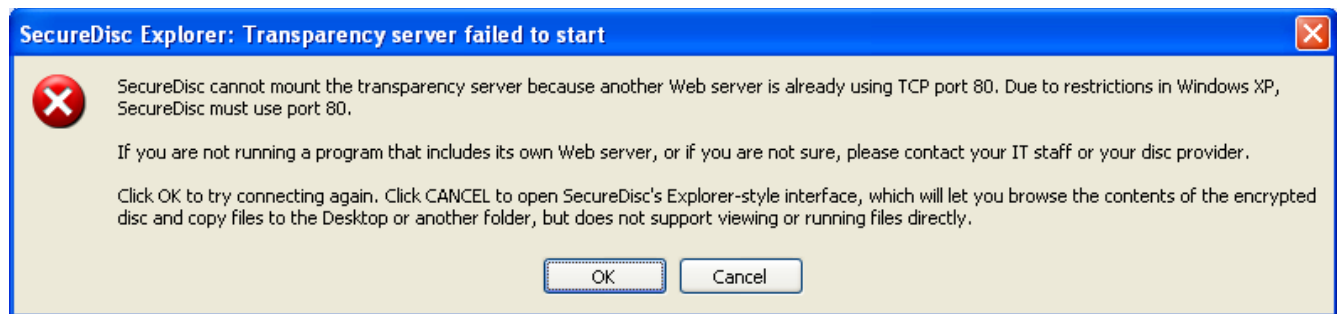 SecureDisc Explorer: Transparency server failed to start
SecureDisc cannot mount the transparency server because another Web server is already using TCP port 80. Due to restrictions in Windows XP,
SecureDisc must use port 80.
If you are not running a program that includes its own Web server, or if you are not sure, please contact your IT staff or your disc provider.
Click OK to try connecting again. Click CANCEL to open SecureDisc's Explorer-style interface, which will let you browse the contents of the encrypted
disc and copy files to the Desktop or another folder, but does not support viewing or running files directly.
OK Cancel